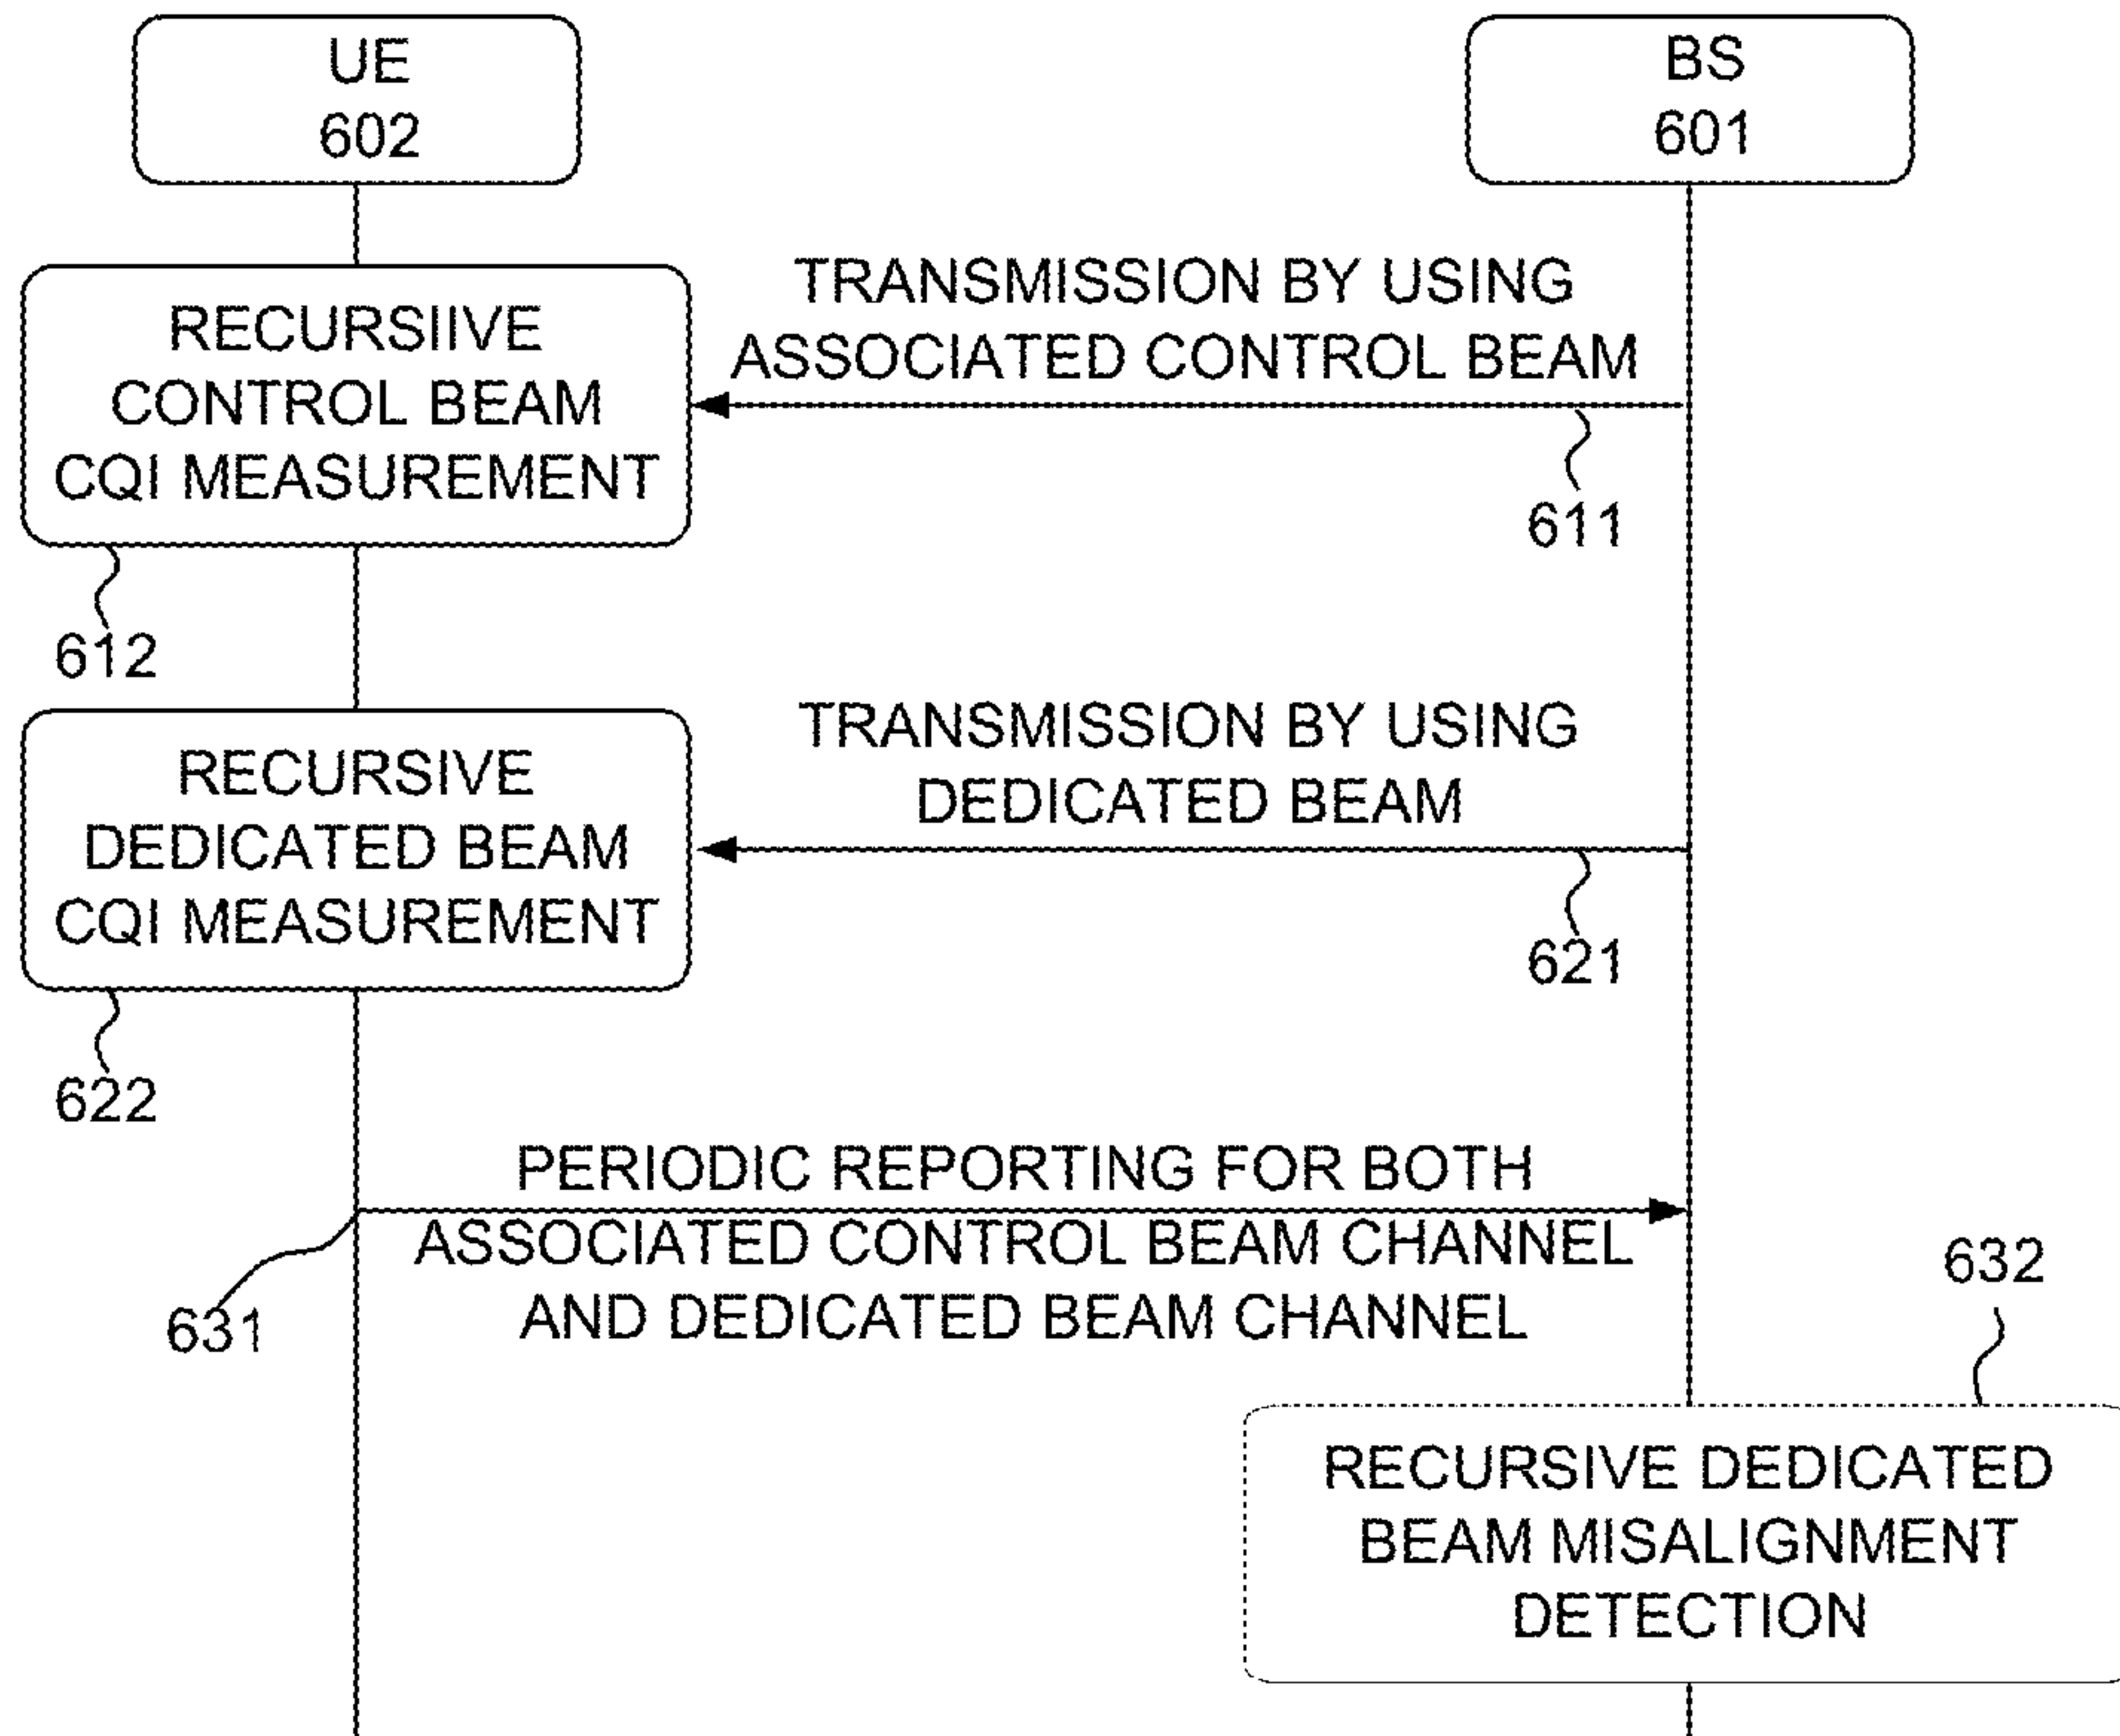 UE
602
BS
601
TRANSMISSION BY USING
ASSOCIATED CONTROL BEAM
RECURSIIVE
CONTROL BEAM
CQI MEASUREMENT
611
612
TRANSMISSION BY USING
DEDICATED BEAM
RECURSIVE
DEDICATED BEAM
CQI MEASUREMENT
621
622
PERIODIC REPORTING FOR BOTH
ASSOCIATED CONTROL BEAM CHANNEL
AND DEDICATED BEAM CHANNEL
631
632
RECURSIVE DEDICATED
BEAM MISALIGNMENT
DETECTION